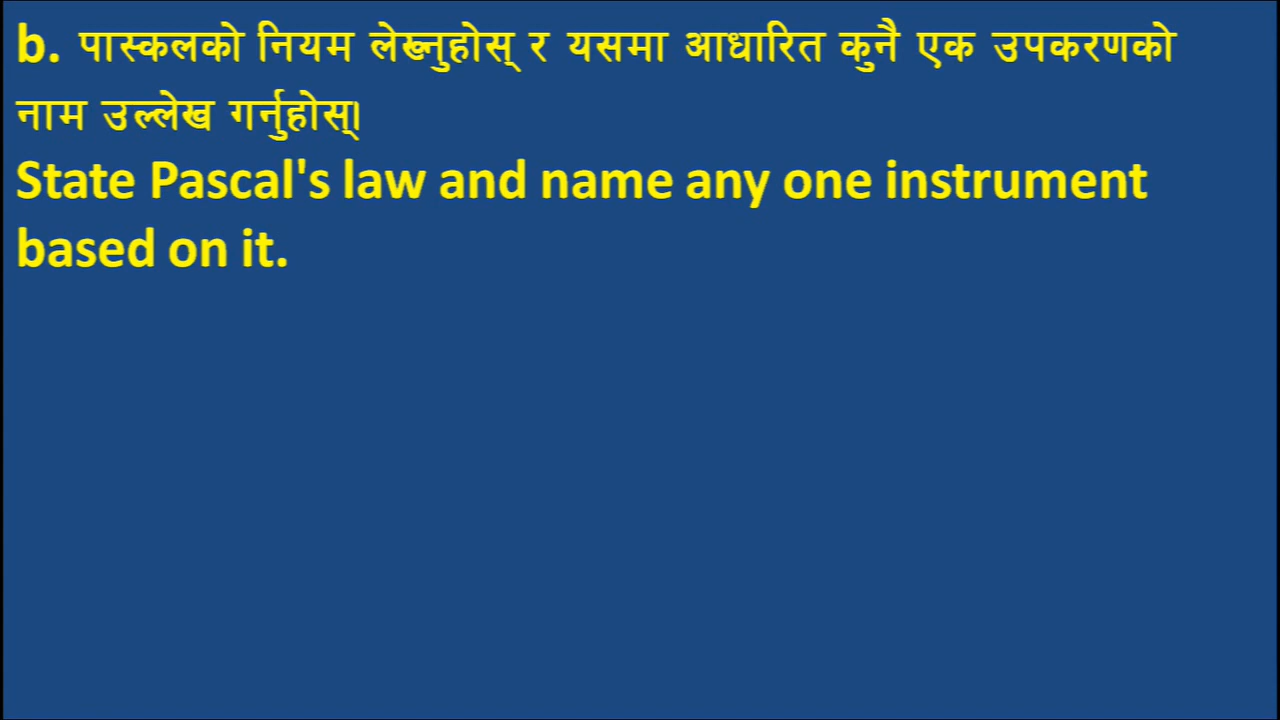 b. पास्कलको नियम लेख्नुहोस् र यसमा आधारित कुनै एक उपकरणको
नाम उल्लेख गर्नुहोस्।
State Pascal's law and name any one instrument
based on it.